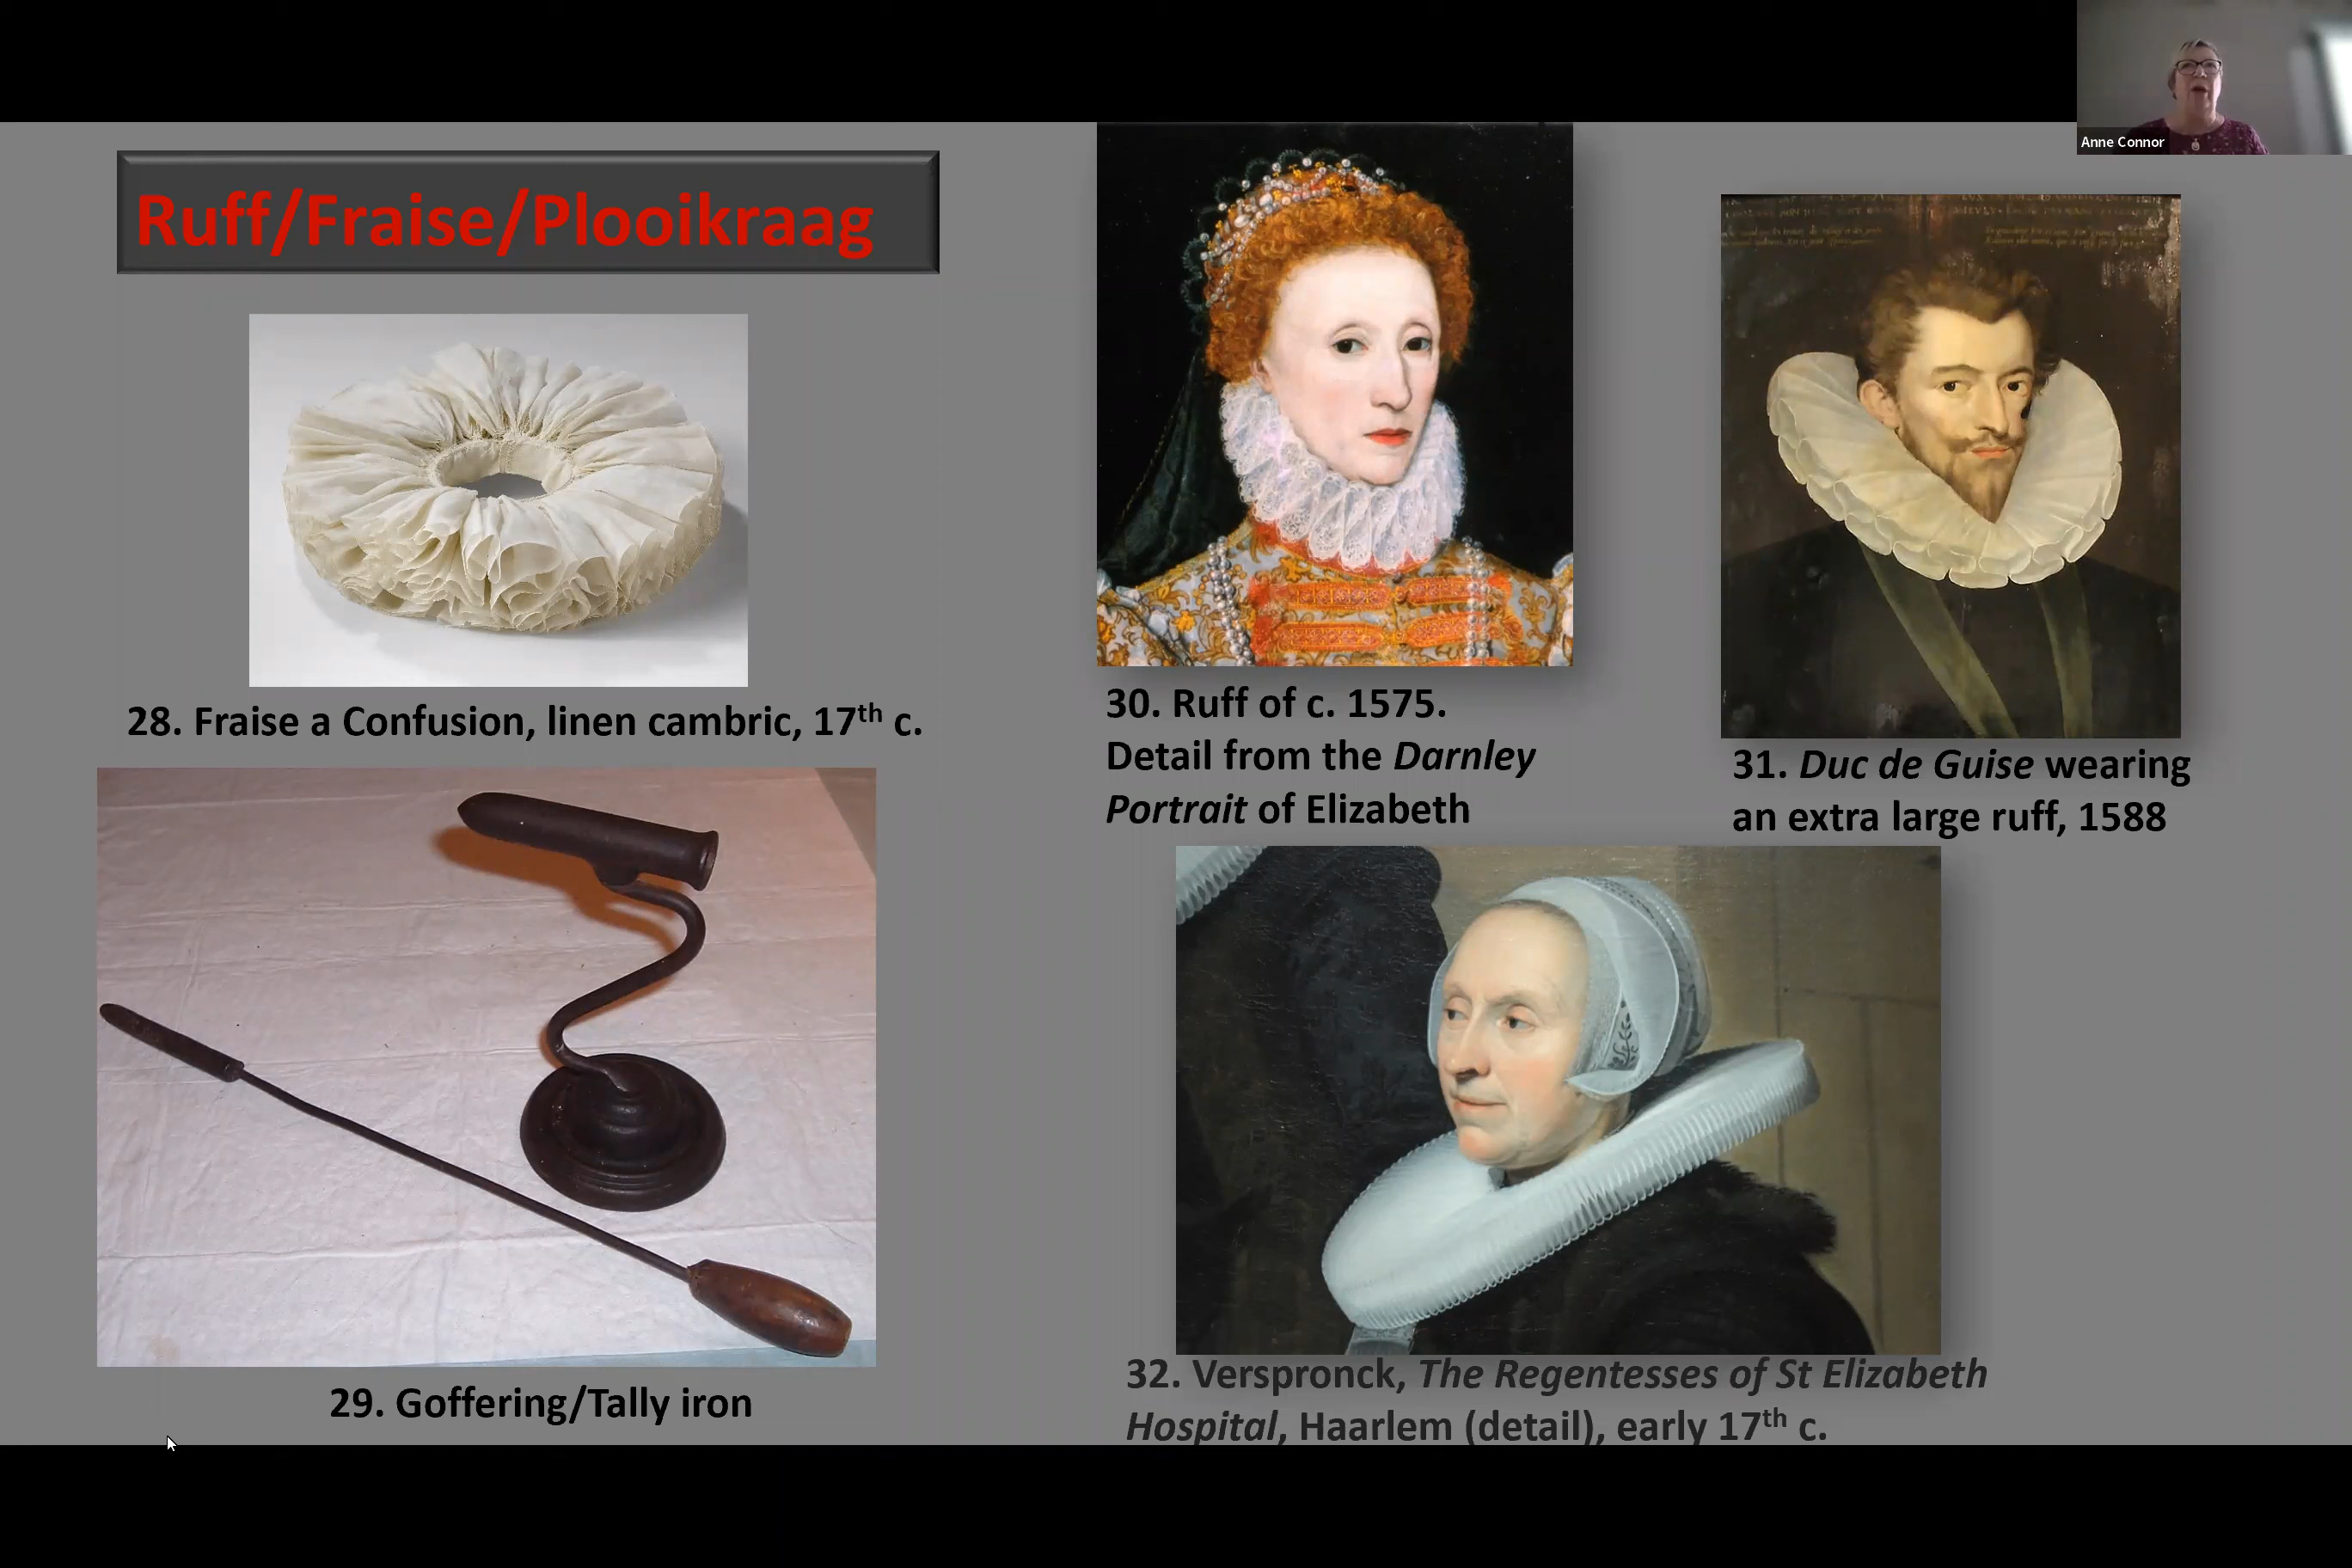 Anne Connor
Ruff/Fraise/Plooikraag
28. Fraise a Confusion, linen cambric, 17th c.
29. Goffering/Tally iron
30. Ruff of c. 1575.
Detail from the Darnley
Portrait of Elizabeth
31. Duc de Guise wearing
an extra large ruff, 1588
32. Verspronck, The Regentesses of St Elizabeth
Hospital, Haarlem (detail), early 17th c.